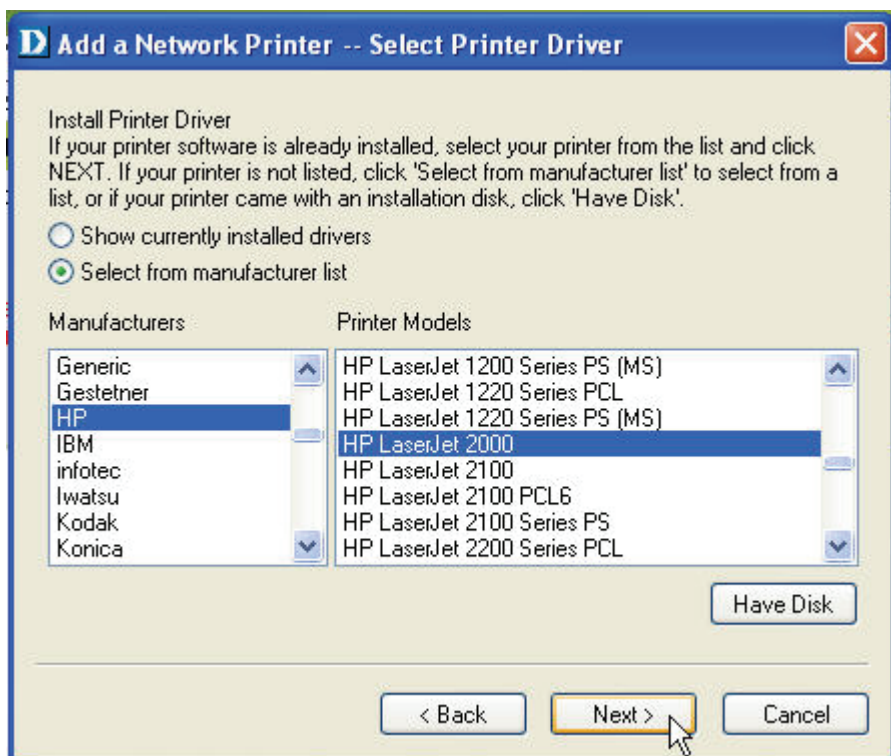 D Add a Network Printer -- Select Printer Driver
Install Printer Driver
If your printer software is already installed, select your printer from the list and click
NEXT. If your printer is not listed, click 'Select from manufacturer list' to select from a
list, or if your printer came with an installation disk, click 'Have Disk'.
Show currently installed drivers
Select from manufacturer list
Manufacturers
Generic
Gestetner
HP
IBM
infotec
Iwatsu
Kodak
Konica
Printer Models
HP LaserJet 1200 Series PS (MS)
HP LaserJet 1220 Series PCL
HP LaserJet 1220 Series PS (MS)
HP LaserJet 2000
HP LaserJet 2100
HP LaserJet 2100 PCL6
HP LaserJet 2100 Series PS
HP LaserJet 2200 Series PCL
Have Disk
< Back
Next >
Cancel